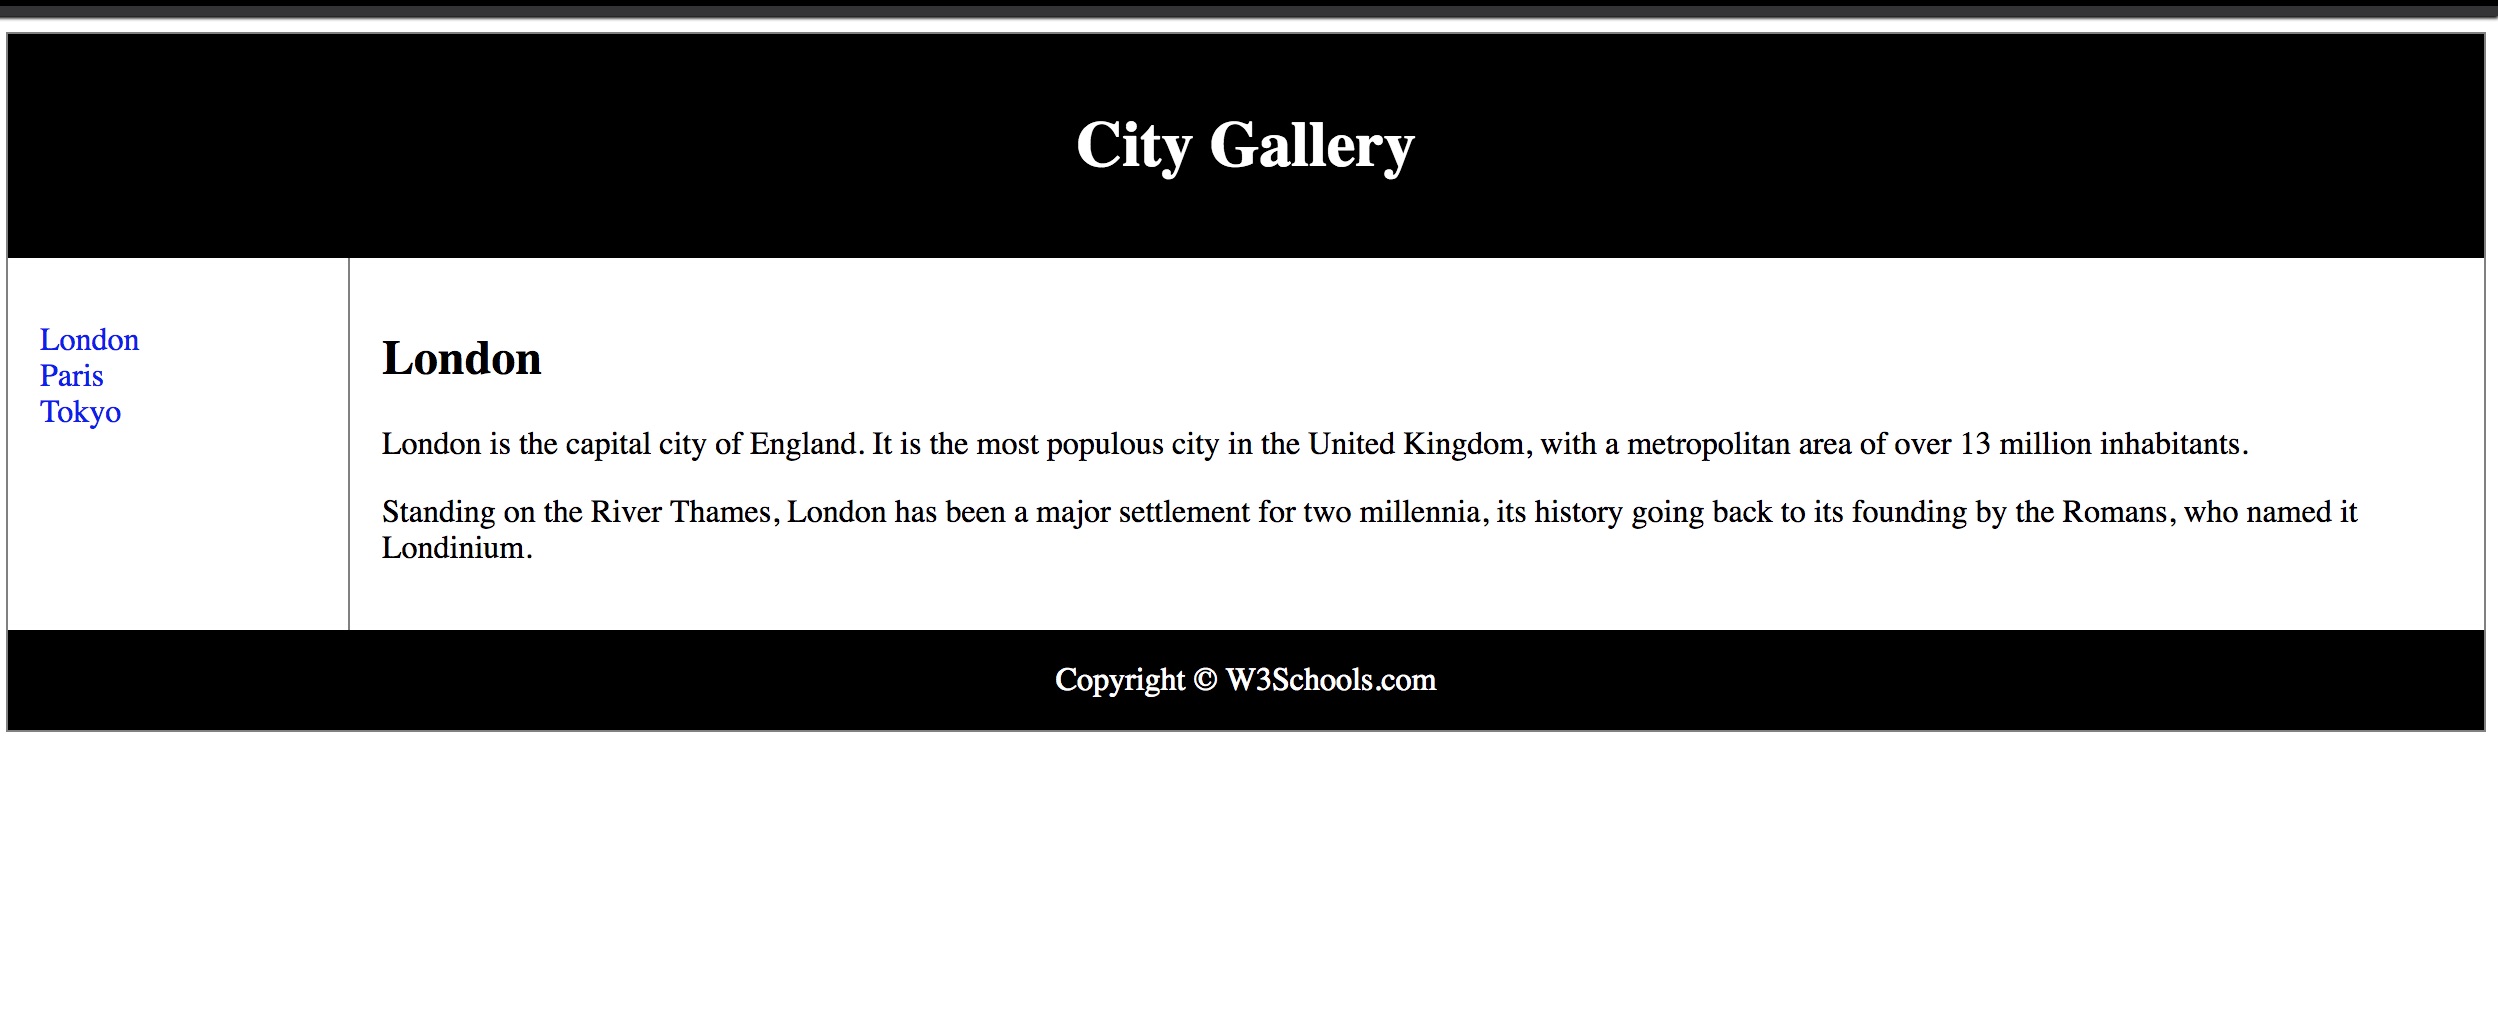 City Gallery
London
Paris
Tokyo
London
London is the capital city of England. It is the most populous city in the United Kingdom, with a metropolitan area of over 13 million inhabitants.
Standing on the River Thames, London has been a major settlement for two millennia, its history going back to its founding by the Romans, who named it
Londinium.
Copyright © W3Schools.com